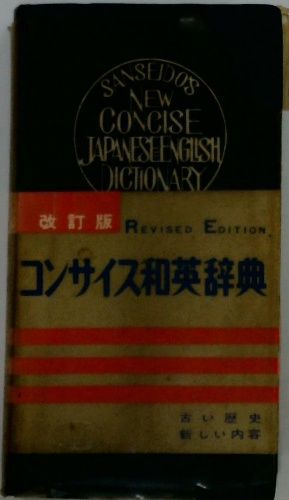 SANSEIDO'S
NEW
CONCISE
JAPANESE-ENGLISH
DICTIONARY
改訂版 REVISED EDITION
コンサイス和英辞典
古い歴史
新しい内容